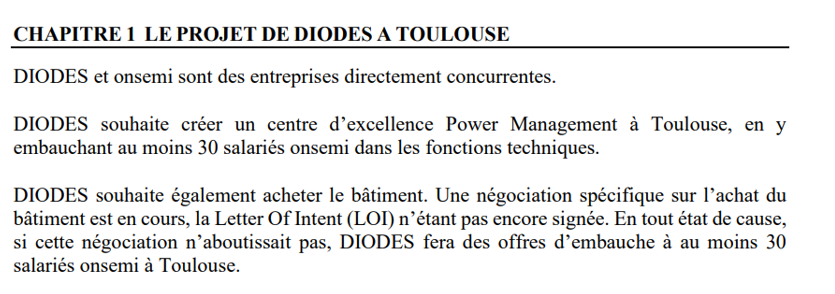 CHAPITRE 1 LE PROJET DE DIODES A TOULOUSE
DIODES et onsemi sont des entreprises directement concurrentes.
DIODES souhaite créer un centre d’excellence Power Management à Toulouse, en y
embauchant au moins 30 salariés onsemi dans les fonctions techniques.
DIODES souhaite également acheter le bâtiment. Une négociation spécifique sur l’achat du
bâtiment est en cours, la Letter Of Intent (LOI) n’étant pas encore signée. En tout état de cause,
si cette négociation n’aboutissait pas, DIODES fera des offres d’embauche à au moins 30
salariés onsemi à Toulouse.